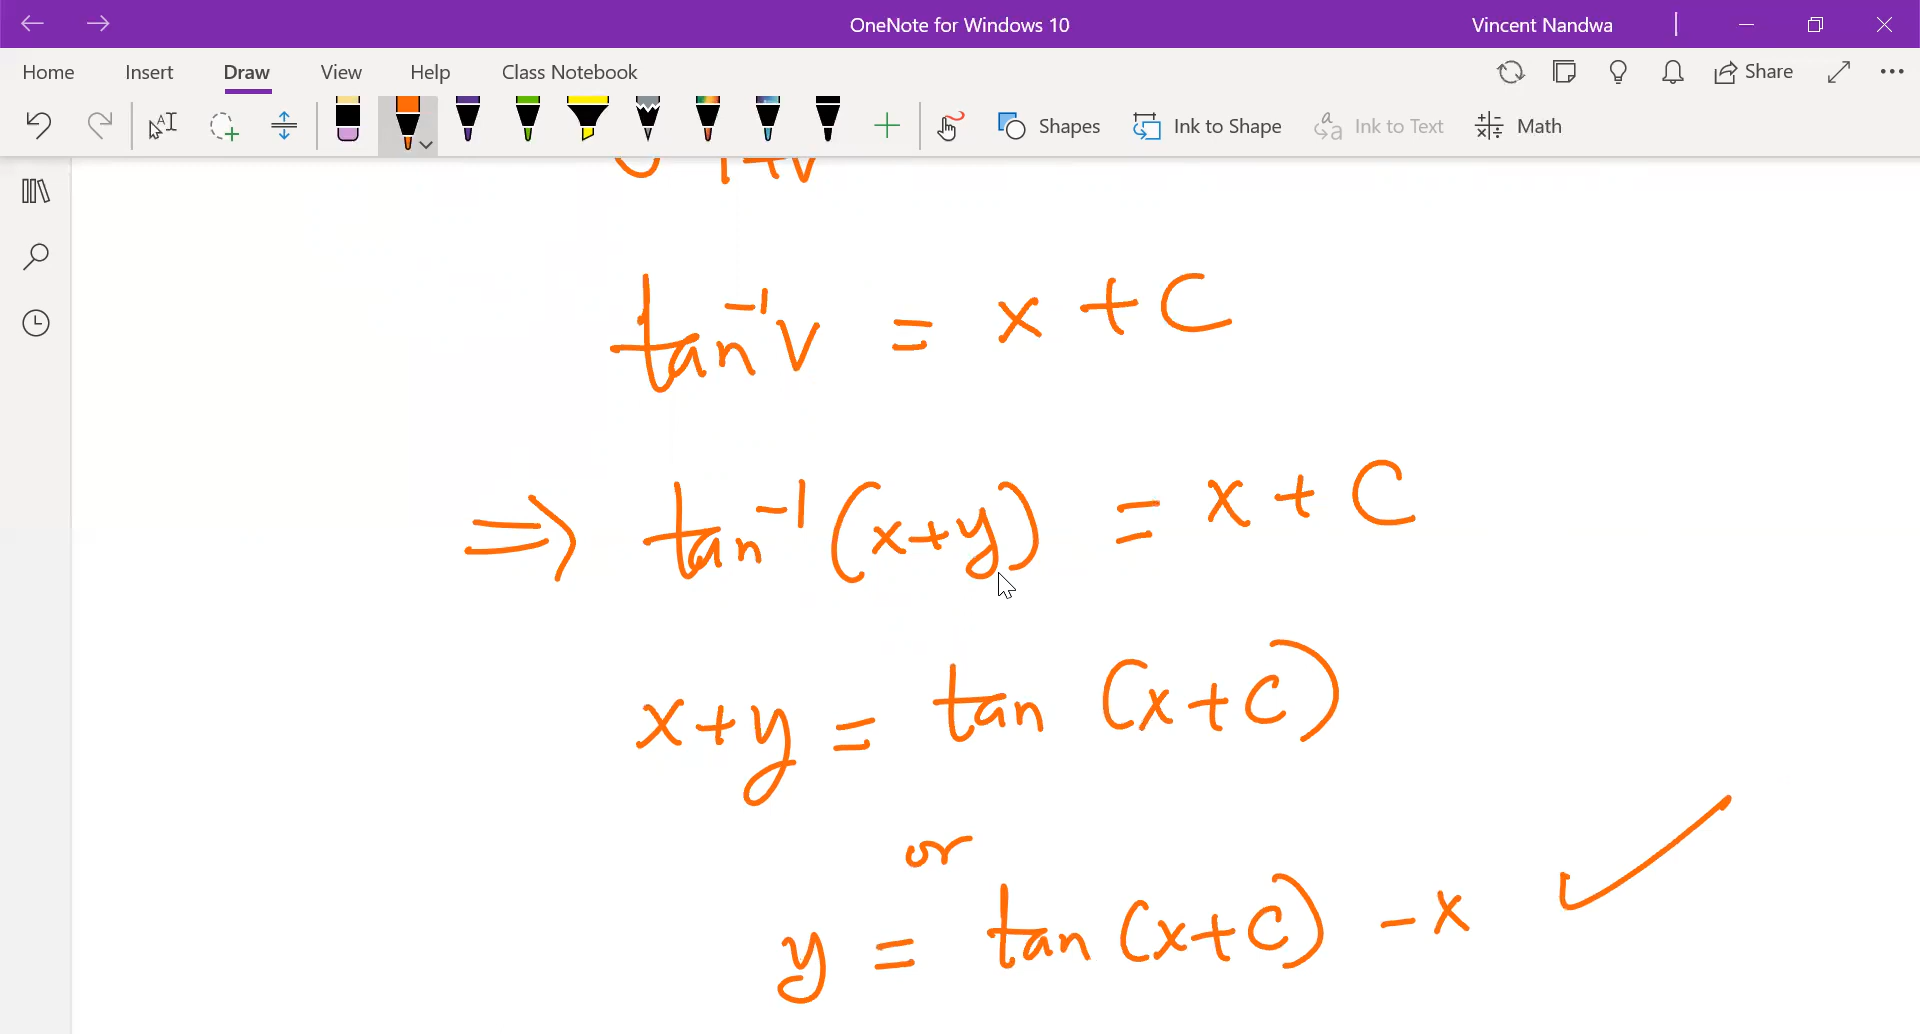 OneNote for Windows 10 Vincent Nandwa
Home Insert Draw View Help Class Notebook Share
Shapes Ink to Shape Ink to Text Math
1+v
tan⁻¹v = x + C
⇒ tan⁻¹(x+y) = x + C
x+y = tan (x+C)
or
y = tan (x+C) - x